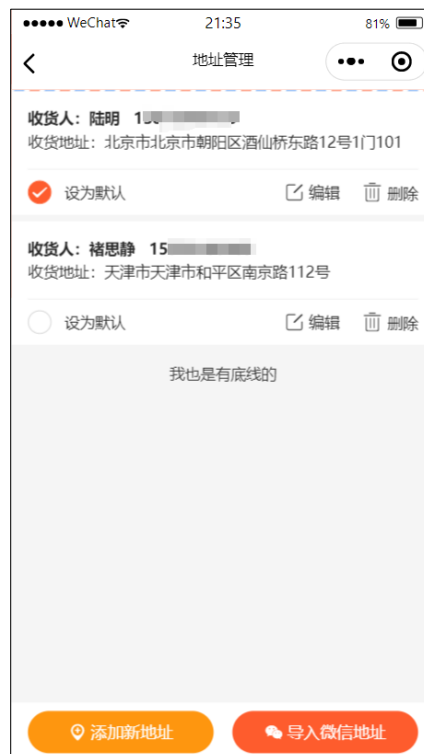 WeChat 21:35 81%
地址管理
收货人：陆明
收货地址：北京市北京市朝阳区酒仙桥东路12号1门101
设为默认 编辑 删除
收货人：褚思静 15
收货地址：天津市天津市和平区南京路112号
设为默认 编辑 删除
我也是有底线的
添加新地址 导入微信地址